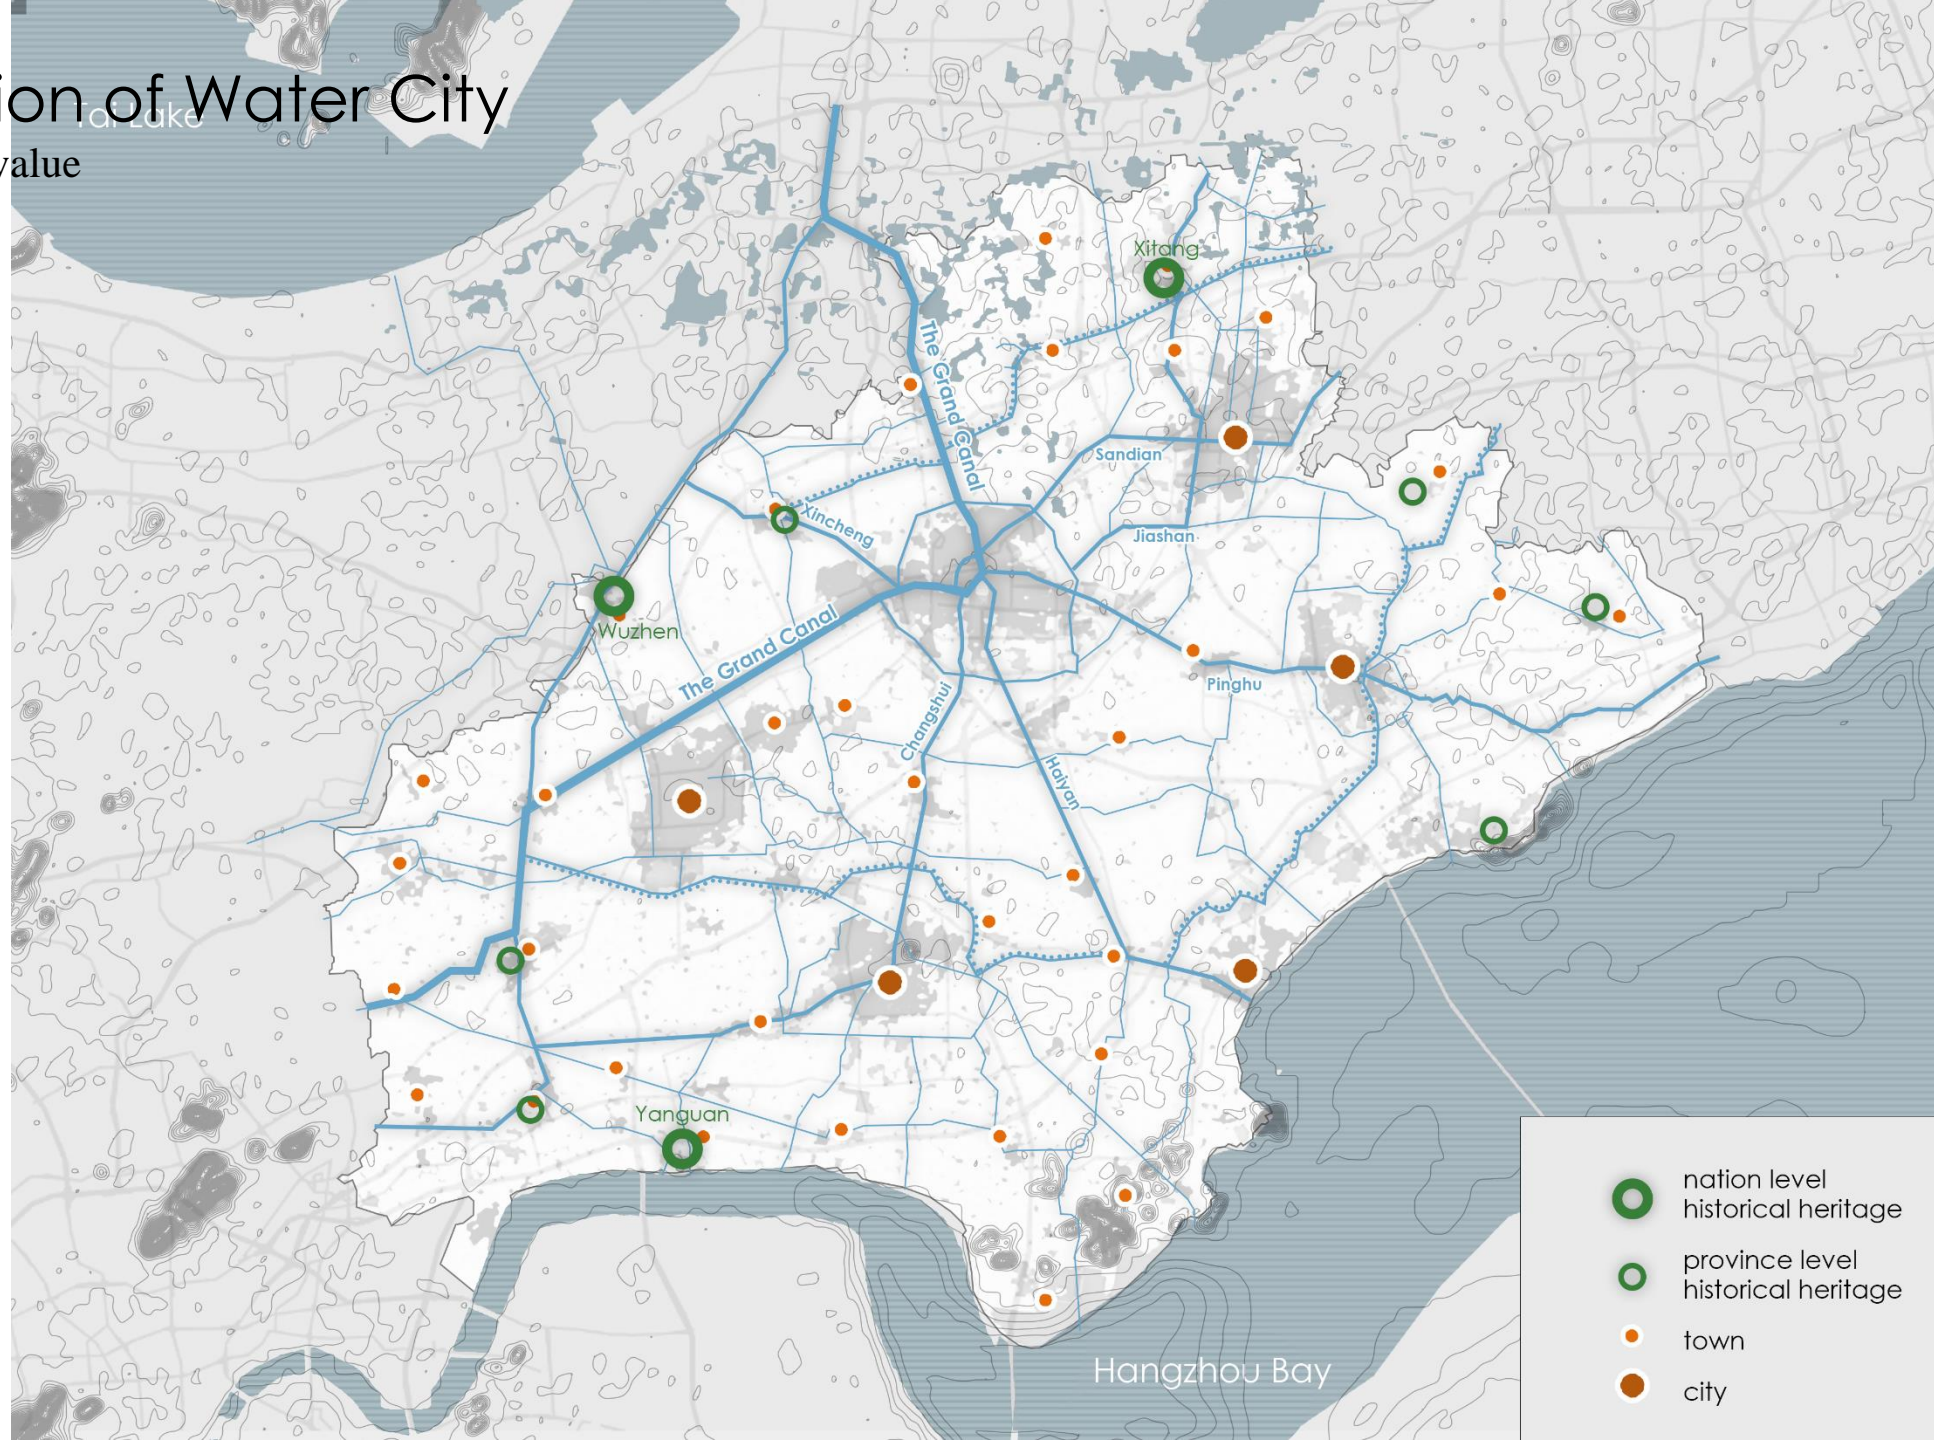 ion of Water City
Tai Lake
value
Xitang
The Grand Canal
Sandian
Xincheng
Jiashan
Wuzhen
The Grand Canal
Pinghu
Changshui
Haiyan
Yanguan
nation level
historical heritage
province level
historical heritage
town
city
Hangzhou Bay